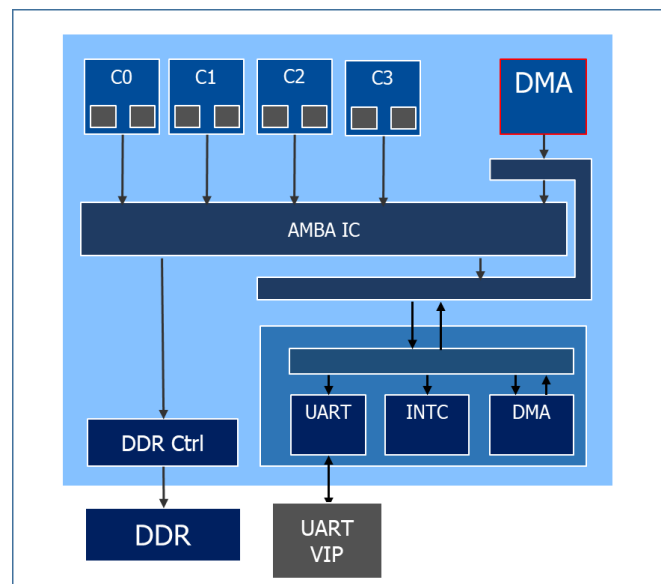 C0
C1
C2
C3
DMA
AMBA IC
UART
INTC
DMA
DDR Ctrl
DDR
UART
VIP